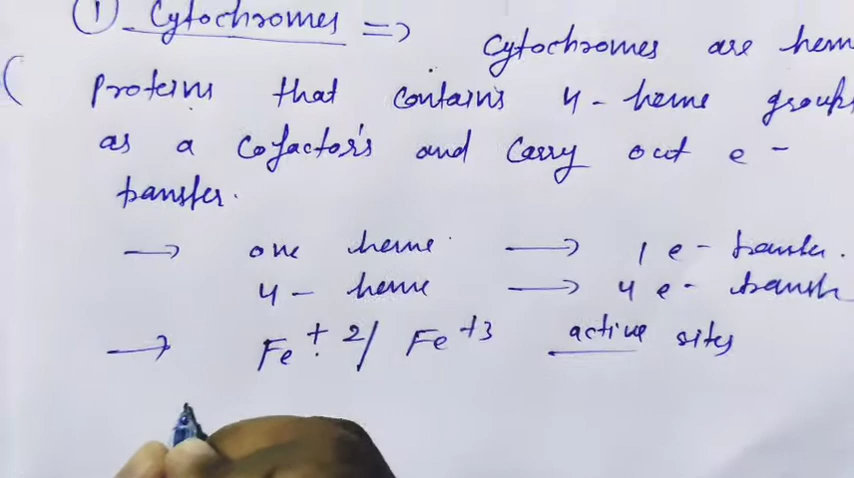 ① Cytochromes => Cytochromes are hem
proteins that contains 4 - heme groups
as a Cofactor's and Carry out e -
transfer.
→ one heme → 1 e - transfer.
4 - heme → 4 e - transfe
→ Fe+2/ Fe+3 active sites